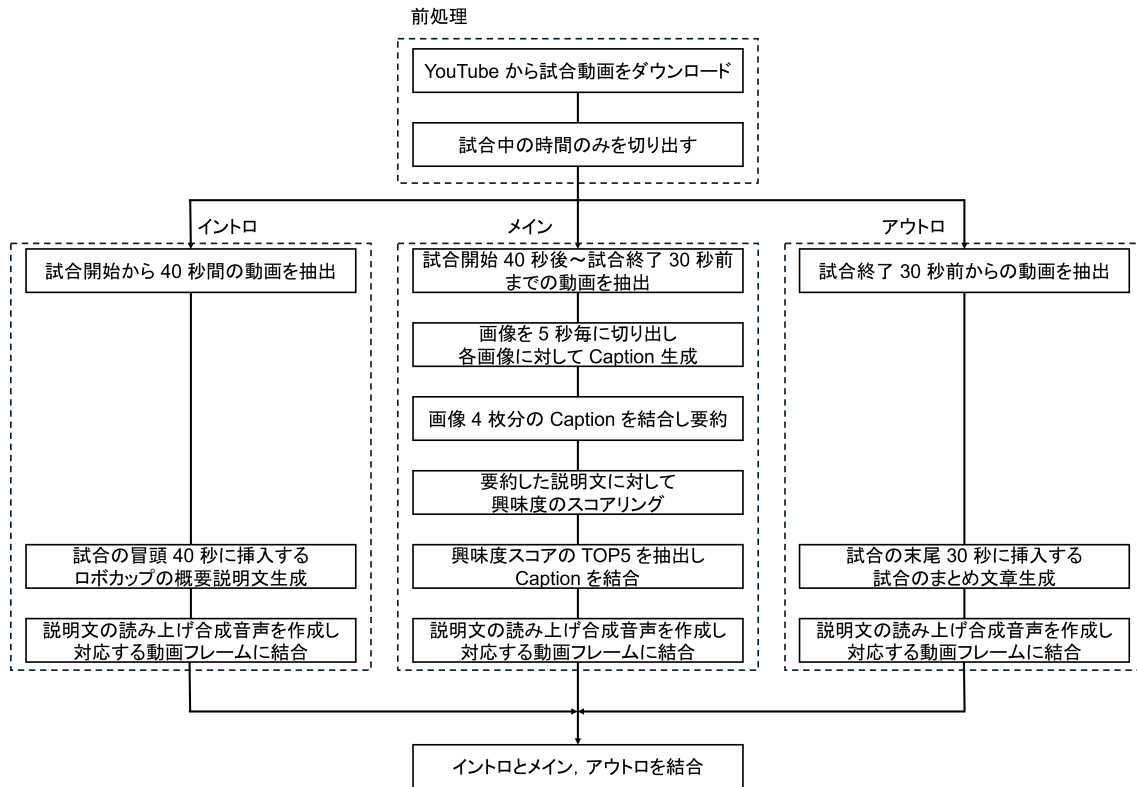 前処理
YouTube から試合動画をダウンロード
試合中の時間のみを切り出す
イントロ
試合開始から 40 秒間の動画を抽出
試合の冒頭 40 秒に挿入する
ロボカップの概要説明文生成
説明文の読み上げ合成音声を作成し
対応する動画フレームに結合
メイン
試合開始 40 秒後～試合終了 30 秒前
までの動画を抽出
画像を 5 秒毎に切り出し
各画像に対して Caption 生成
画像 4 枚分の Caption を結合し要約
要約した説明文に対して
興味度のスコアリング
興味度スコアの TOP5 を抽出し
Caption を結合
説明文の読み上げ合成音声を作成し
対応する動画フレームに結合
アウトロ
試合終了 30 秒前からの動画を抽出
試合の末尾 30 秒に挿入する
試合のまとめ文章生成
説明文の読み上げ合成音声を作成し
対応する動画フレームに結合
イントロとメイン，アウトロを結合